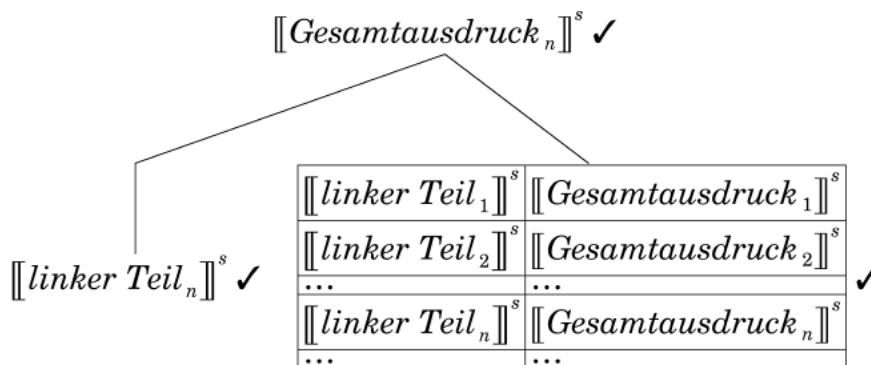 ⟦Gesamtausdruck_n⟧^s ✓
⟦linker Teil_1⟧^s ⟦Gesamtausdruck_1⟧^s
⟦linker Teil_2⟧^s ⟦Gesamtausdruck_2⟧^s
⟦linker Teil_n⟧^s ✓ ... ... ✓
⟦linker Teil_n⟧^s ⟦Gesamtausdruck_n⟧^s
... ...